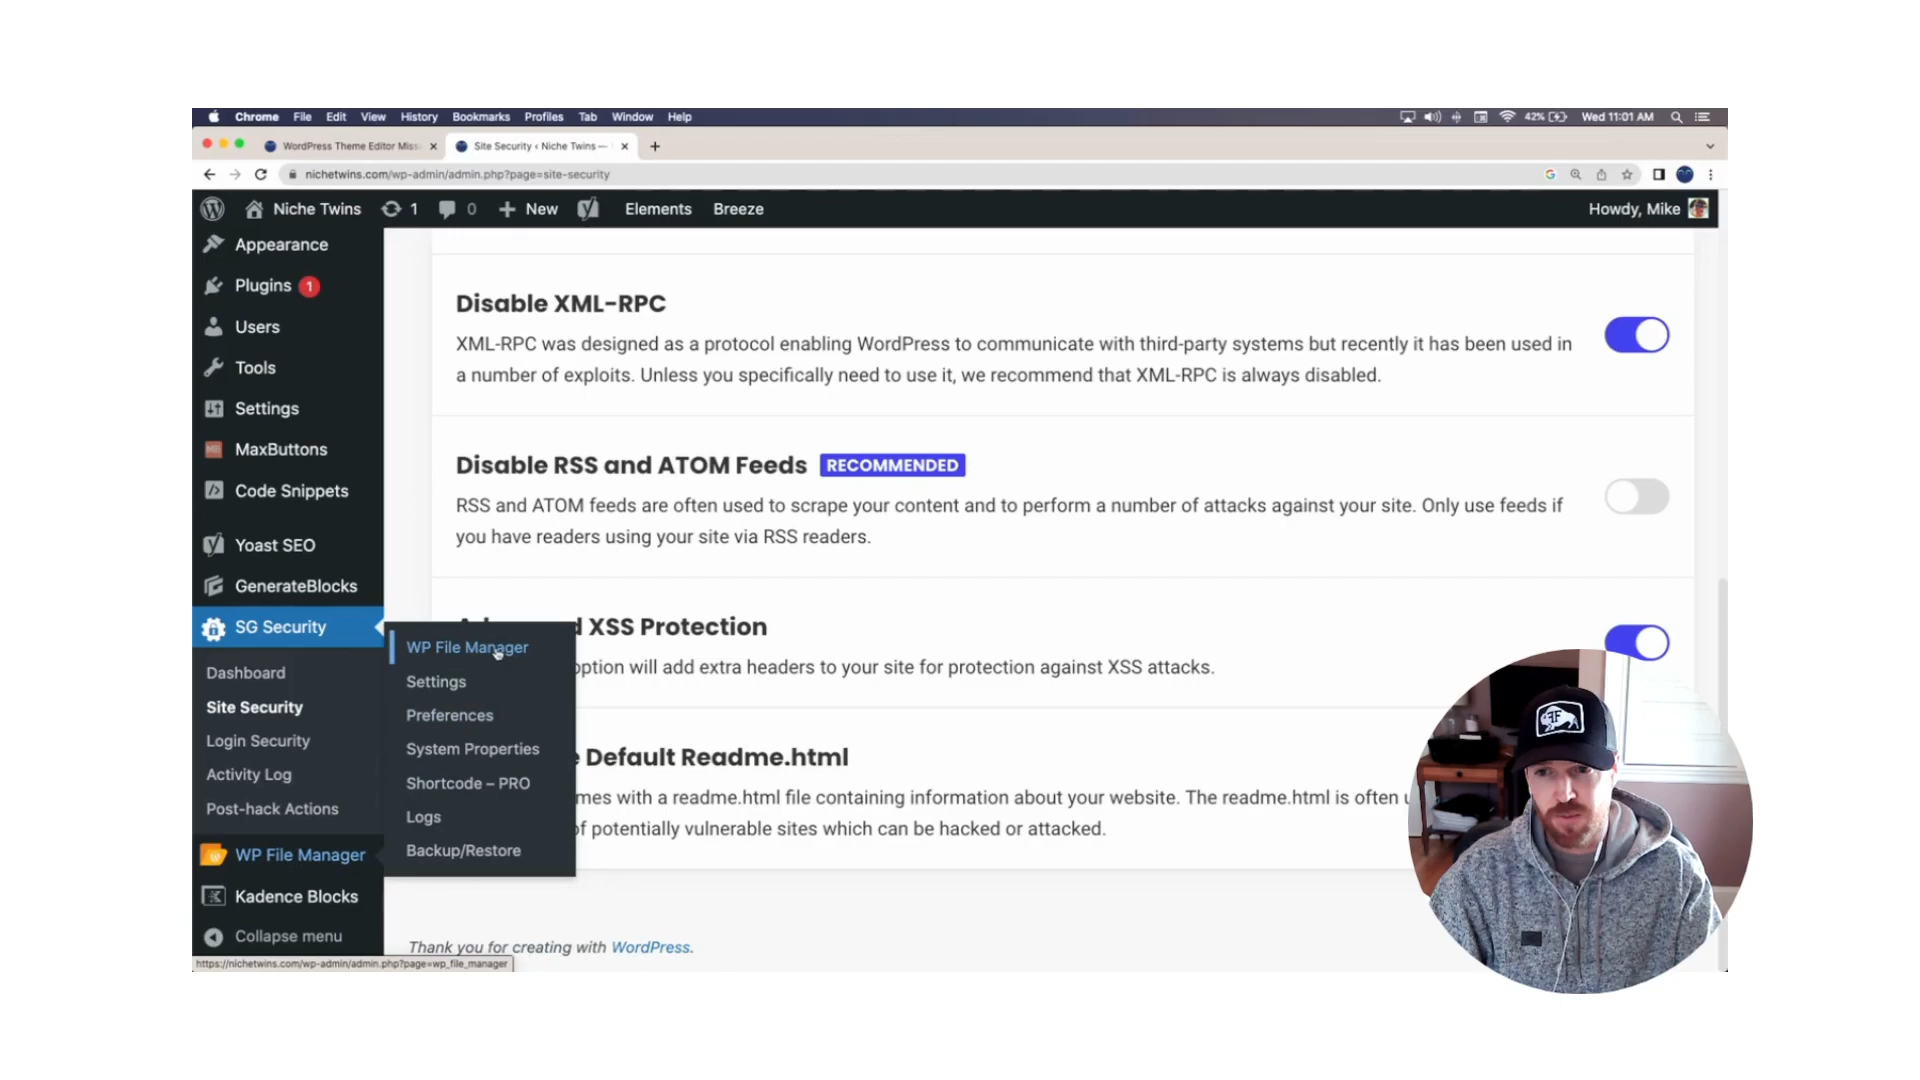 Chrome File Edit View History Bookmarks Profiles Tab Window Help 42% Wed 11:01 AM
WordPress Theme Editor Miss Site Security ‹ Niche Twins —
nichetwins.com/wp-admin/admin.php?page=site-security
Niche Twins 1 0 New Elements Breeze Howdy, Mike
Appearance
Plugins 1
Users
Tools
Settings
MaxButtons
Code Snippets
Yoast SEO
GenerateBlocks
SG Security
Dashboard
Site Security
Login Security
Activity Log
Post-hack Actions
WP File Manager
Kadence Blocks
Collapse menu
https://nichetwins.com/wp-admin/admin.php?page=wp_file_manager
WP File Manager
Settings
Preferences
System Properties
Shortcode – PRO
Logs
Backup/Restore
Disable XML-RPC
XML-RPC was designed as a protocol enabling WordPress to communicate with third-party systems but recently it has been used in
a number of exploits. Unless you specifically need to use it, we recommend that XML-RPC is always disabled.
Disable RSS and ATOM Feeds RECOMMENDED
RSS and ATOM feeds are often used to scrape your content and to perform a number of attacks against your site. Only use feeds if
you have readers using your site via RSS readers.
XSS Protection
option will add extra headers to your site for protection against XSS attacks.
Default Readme.html
mes with a readme.html file containing information about your website. The readme.html is often
of potentially vulnerable sites which can be hacked or attacked.
Thank you for creating with WordPress.